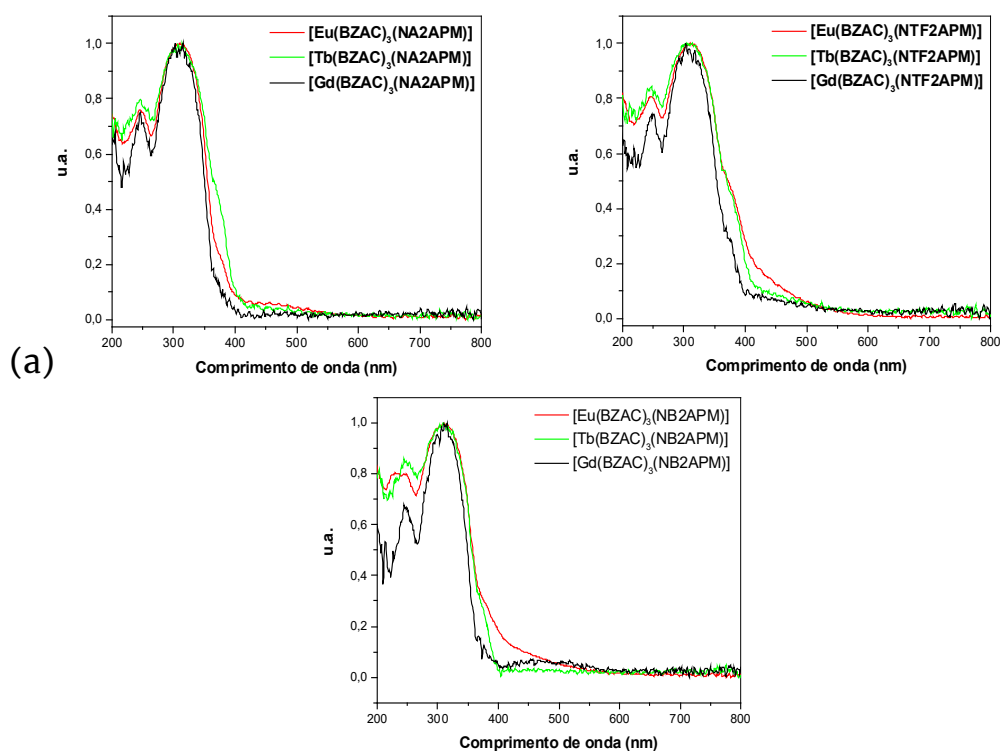 [Eu(BZAC)₃(NA2APM)]
[Tb(BZAC)₃(NA2APM)]
[Gd(BZAC)₃(NA2APM)]
1,0
0,8
0,6
0,4
0,2
0,0
u.a.
200 300 400 500 600 700 800
Comprimento de onda (nm)
[Eu(BZAC)₃(NTF2APM)]
[Tb(BZAC)₃(NTF2APM)]
[Gd(BZAC)₃(NTF2APM)]
1,0
0,8
0,6
0,4
0,2
0,0
u.a.
200 300 400 500 600 700 800
Comprimento de onda (nm)
(a)
[Eu(BZAC)₃(NB2APM)]
[Tb(BZAC)₃(NB2APM)]
[Gd(BZAC)₃(NB2APM)]
1,0
0,8
0,6
0,4
0,2
0,0
u.a.
200 300 400 500 600 700 800
Comprimento de onda (nm)